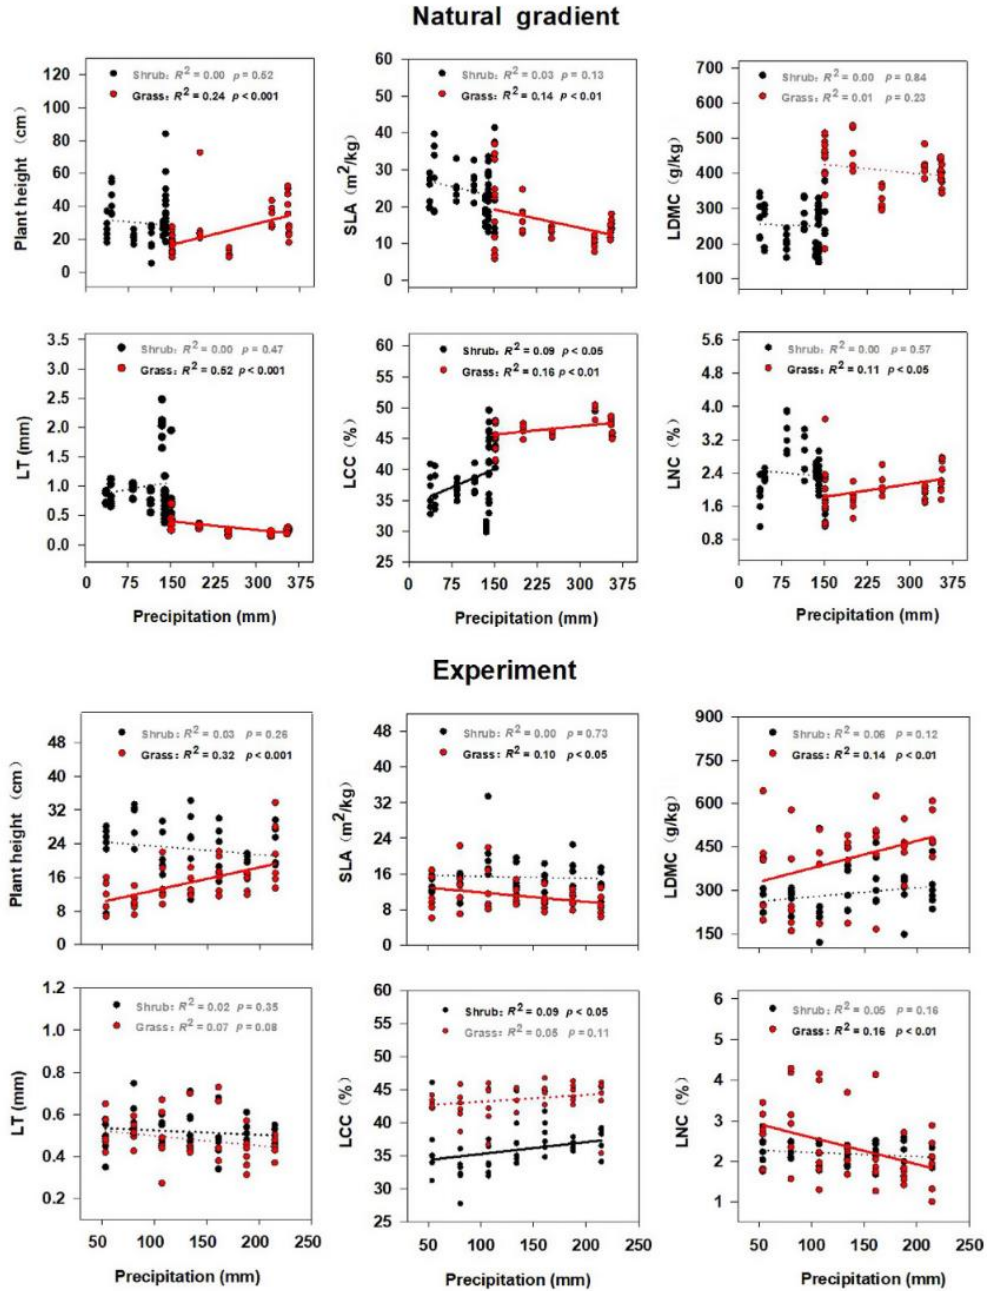 Natural gradient
Shrub: R² = 0.00 p = 0.52
Grass: R² = 0.24 p < 0.001
Plant height (cm)
120
100
80
60
40
20
0
Shrub: R² = 0.03 p = 0.13
Grass: R² = 0.14 p < 0.01
SLA (m²/kg)
60
50
40
30
20
10
0
Shrub: R² = 0.00 p = 0.84
Grass: R² = 0.01 p = 0.23
LDMC (g/kg)
700
600
500
400
300
200
100
Shrub: R² = 0.00 p = 0.47
Grass: R² = 0.52 p < 0.001
LT (mm)
3.5
3.0
2.5
2.0
1.5
1.0
0.5
0.0
0 75 150 225 300 375
Precipitation (mm)
Shrub: R² = 0.09 p < 0.05
Grass: R² = 0.16 p < 0.01
LCC (%)
60
55
50
45
40
35
30
25
0 75 150 225 300 375
Precipitation (mm)
Shrub: R² = 0.00 p = 0.57
Grass: R² = 0.11 p < 0.05
LNC (%)
5.6
4.8
4.0
3.2
2.4
1.6
0.8
0 75 150 225 300 375
Precipitation (mm)
Experiment
Shrub: R² = 0.03 p = 0.26
Grass: R² = 0.32 p < 0.001
Plant height (cm)
48
40
32
24
16
8
0
Shrub: R² = 0.00 p = 0.73
Grass: R² = 0.10 p < 0.05
SLA (m²/kg)
48
40
32
24
16
8
0
Shrub: R² = 0.06 p = 0.12
Grass: R² = 0.14 p < 0.01
LDMC (g/kg)
900
750
600
450
300
150
Shrub: R² = 0.02 p = 0.35
Grass: R² = 0.07 p = 0.08
LT (mm)
1.2
1.0
0.8
0.6
0.4
0.2
50 100 150 200 250
Precipitation (mm)
Shrub: R² = 0.09 p < 0.05
Grass: R² = 0.05 p = 0.11
LCC (%)
60
55
50
45
40
35
30
25
50 100 150 200 250
Precipitation (mm)
Shrub: R² = 0.05 p = 0.16
Grass: R² = 0.16 p < 0.01
LNC (%)
6
5
4
3
2
1
50 100 150 200 250
Precipitation (mm)